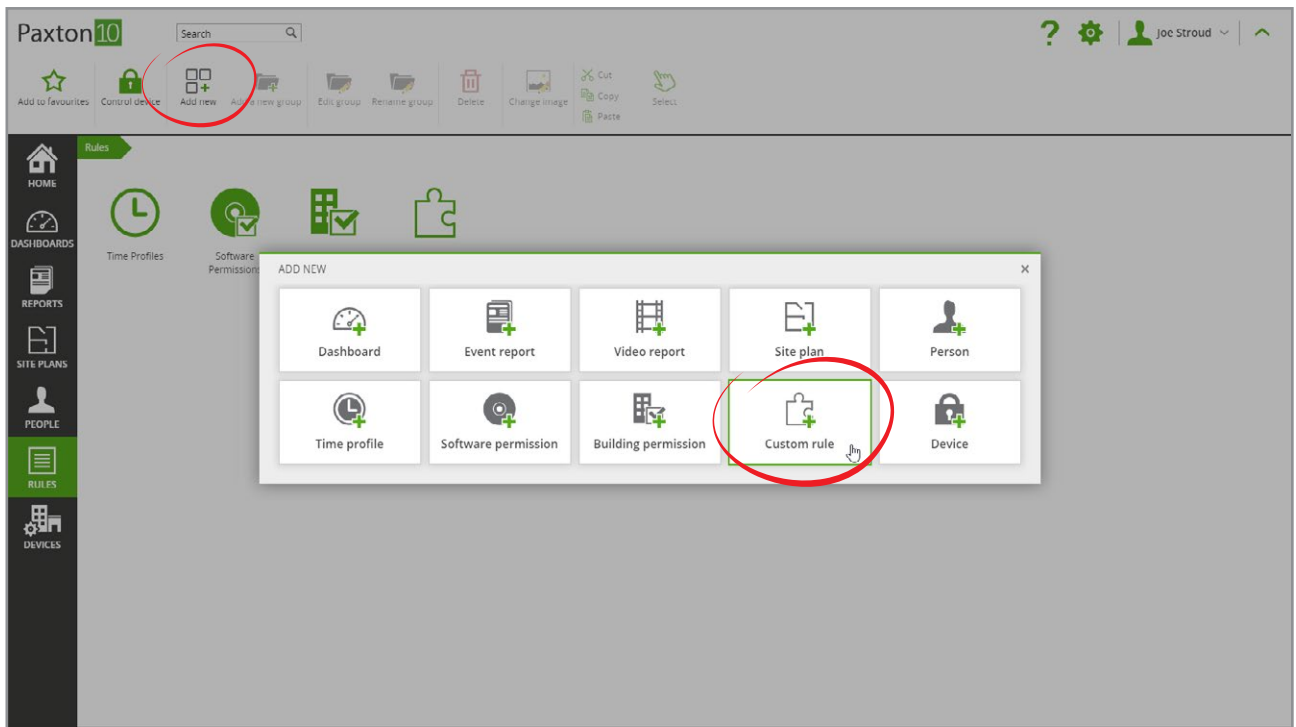 Paxton10
Search
Joe Stroud
Add to favourites
Control device
Add new
Add a new group
Edit group
Rename group
Delete
Change image
Cut
Copy
Paste
Select
HOME
DASHBOARDS
REPORTS
SITE PLANS
PEOPLE
RULES
DEVICES
Rules
Time Profiles
Software
Permission
ADD NEW
Dashboard
Event report
Video report
Site plan
Person
Time profile
Software permission
Building permission
Custom rule
Device